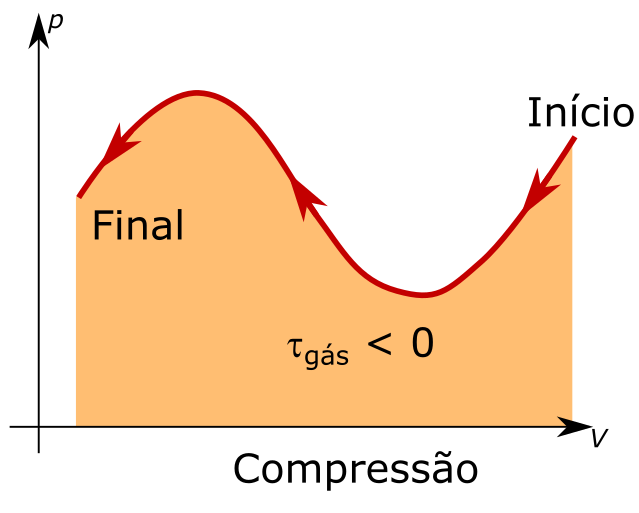 p
Início
Final
τgás < 0
V
Compressão